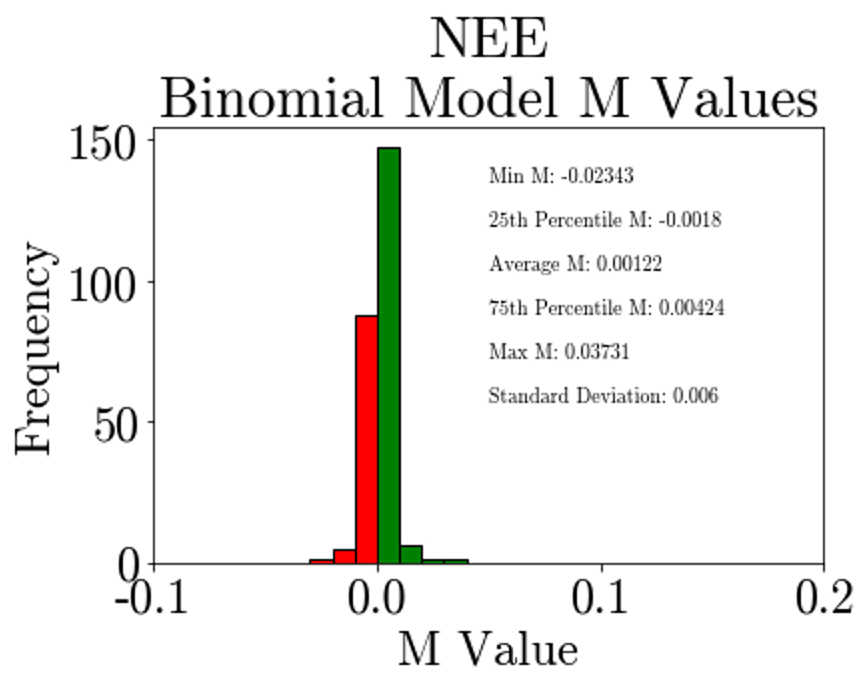 NEE
Binomial Model M Values
150
100
50
0
Frequency
Min M: -0.02343
25th Percentile M: -0.0018
Average M: 0.00122
75th Percentile M: 0.00424
Max M: 0.03731
Standard Deviation: 0.006
-0.1 0.0 0.1 0.2
M Value